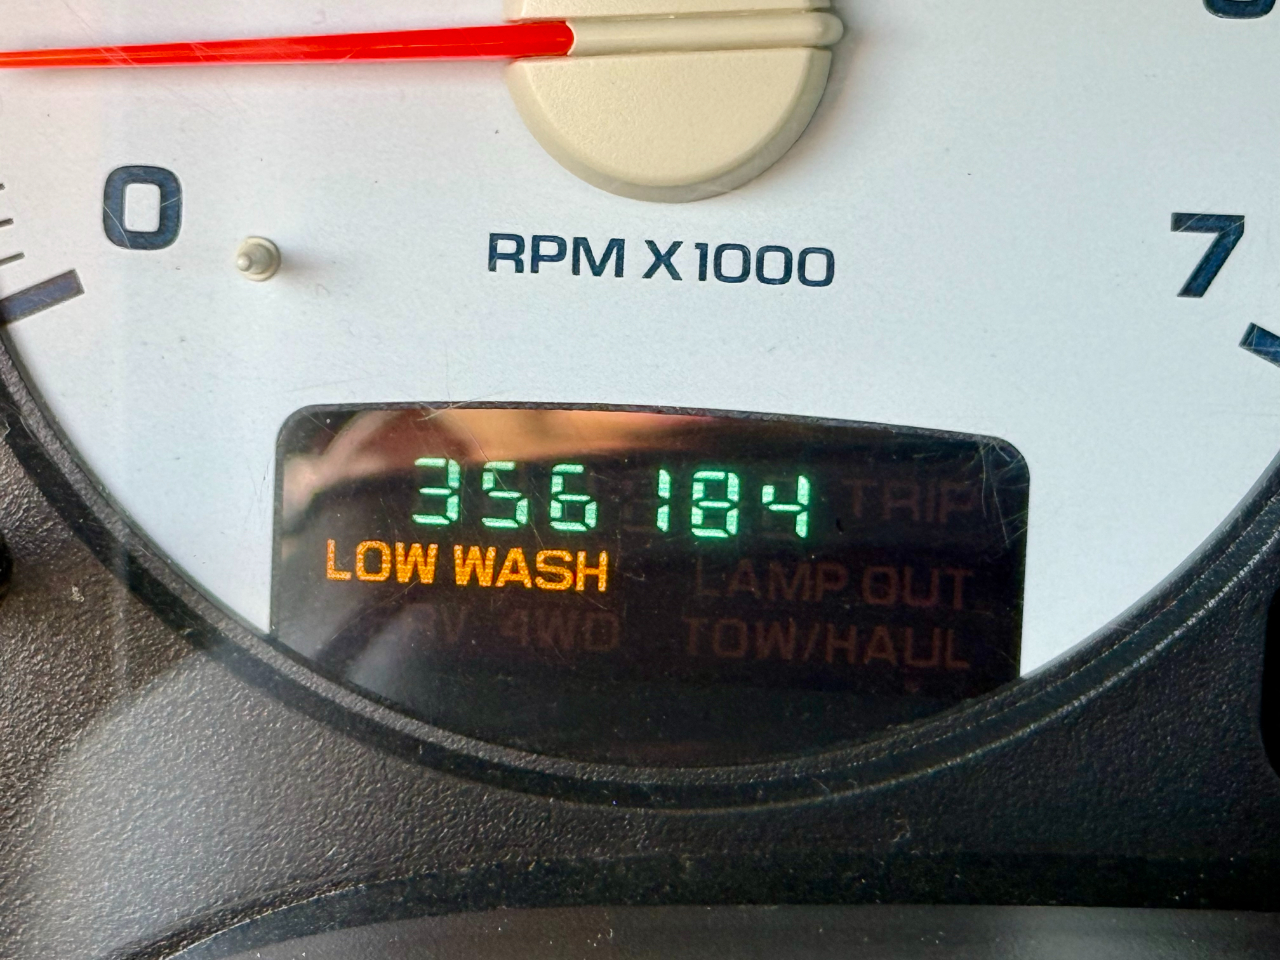 0
RPM X1000
7
356184
TRIP
LOW WASH
LAMP OUT
4WD
TOW/HAUL